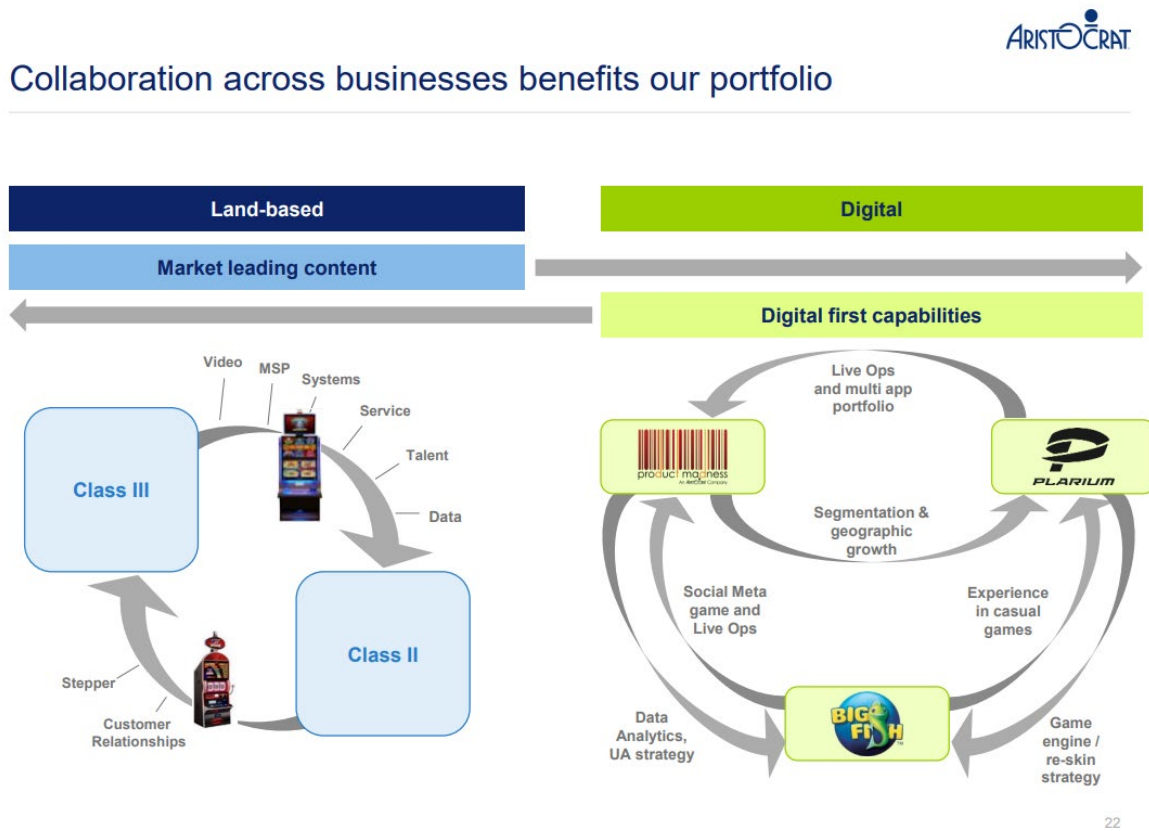 ARISTOCRAT
Collaboration across businesses benefits our portfolio
Land-based
Digital
Market leading content
Digital first capabilities
Video
MSP
Systems
Service
Talent
Data
Class III
Class II
Stepper
Customer
Relationships
Live Ops
and multi app
portfolio
product madness
An Aristocrat Company
PLARIUM
Segmentation &
geographic
growth
Social Meta
game and
Live Ops
Experience
in casual
games
BIG
FISH
Data
Analytics,
UA strategy
Game
engine /
re-skin
strategy
22